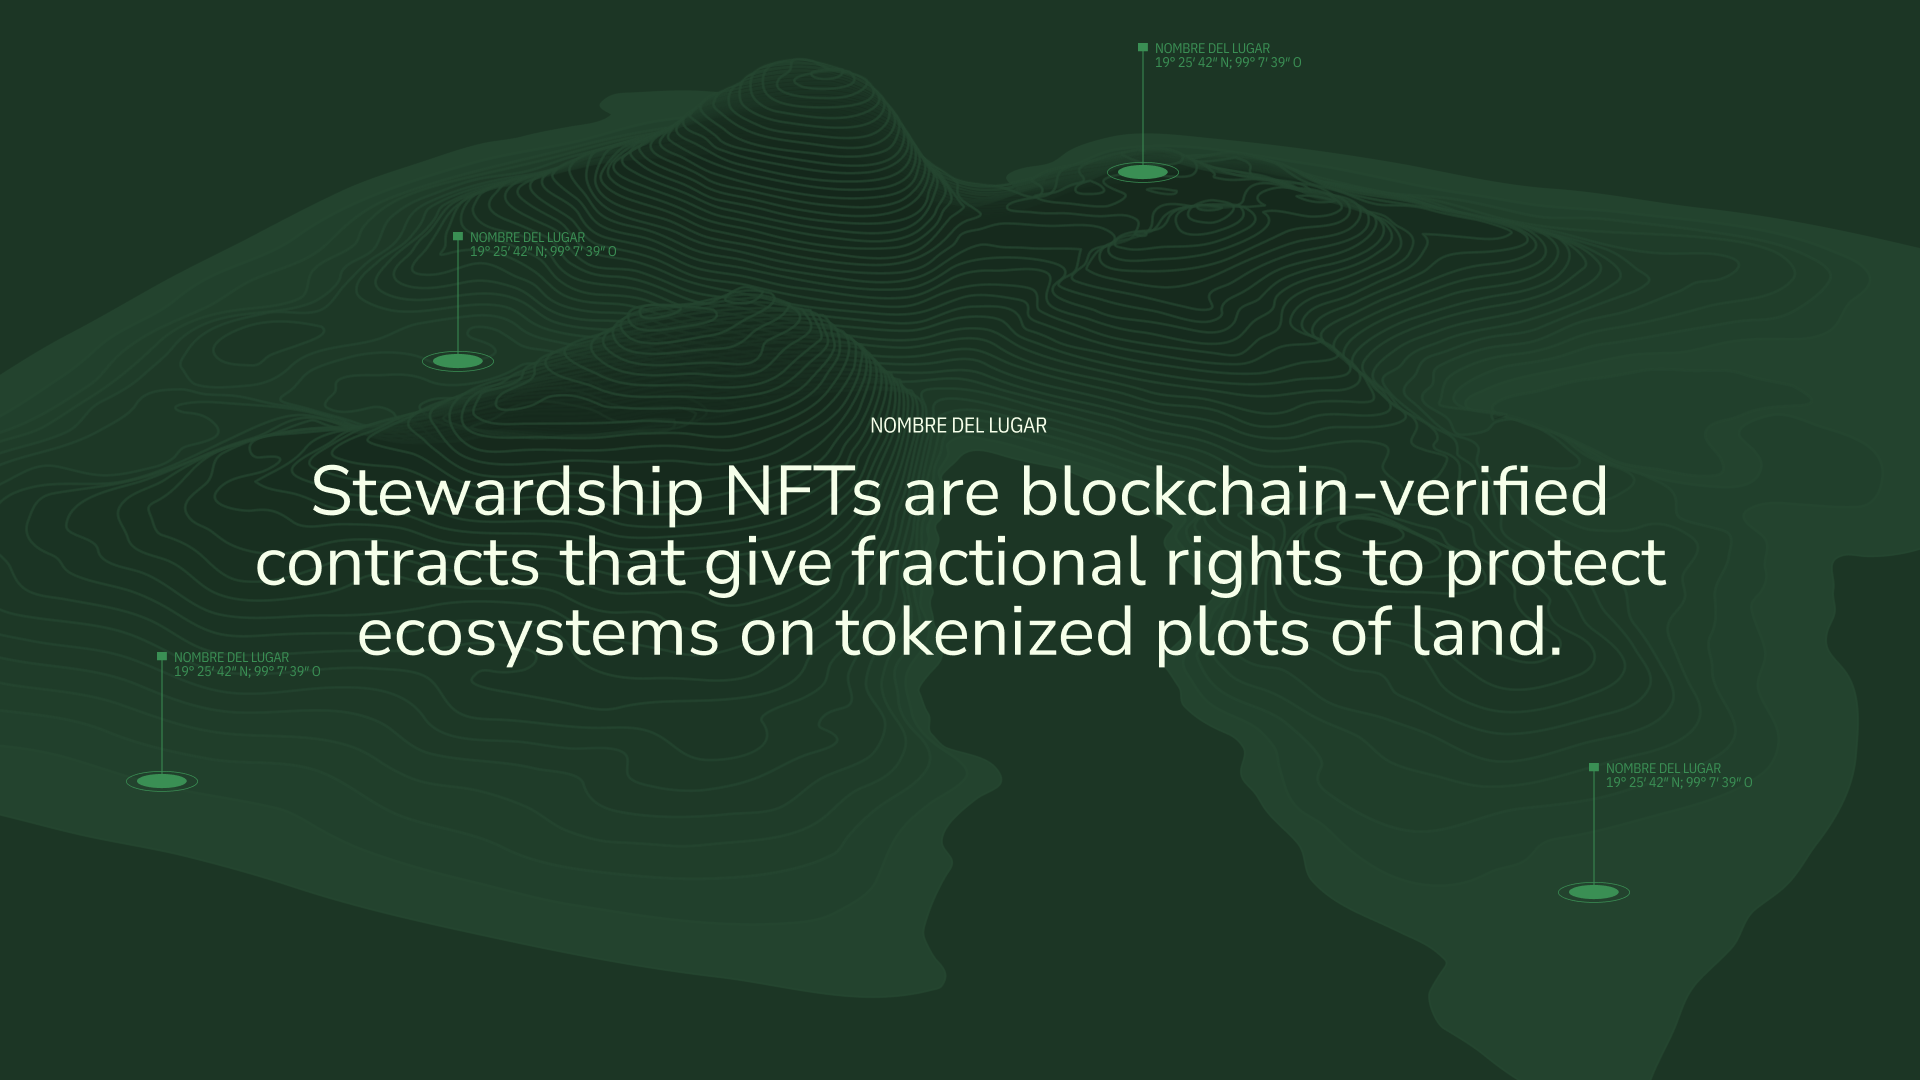 NOMBRE DEL LUGAR
19° 25' 42" N; 99° 7' 39" O
NOMBRE DEL LUGAR
19° 25' 42" N; 99° 7' 39" O
NOMBRE DEL LUGAR
Stewardship NFTs are blockchain-verified
contracts that give fractional rights to protect
ecosystems on tokenized plots of land.
NOMBRE DEL LUGAR
19° 25' 42" N; 99° 7' 39" O
NOMBRE DEL LUGAR
19° 25' 42" N; 99° 7' 39" O